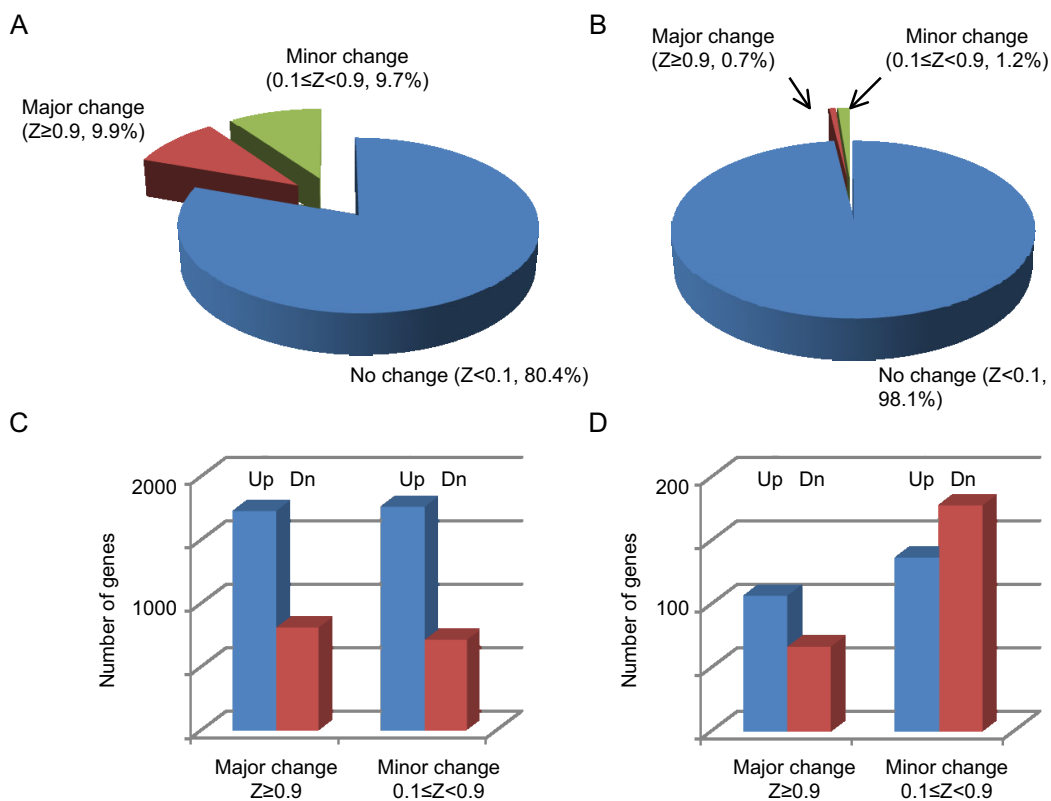 A
Minor change
(0.1≤Z<0.9, 9.7%)
Major change
(Z≥0.9, 9.9%)
No change (Z<0.1, 80.4%)
B
Major change
(Z≥0.9, 0.7%)
Minor change
(0.1≤Z<0.9, 1.2%)
No change (Z<0.1,
98.1%)
C
Number of genes
2000
1000
Up Dn
Up Dn
Major change
Z≥0.9
Minor change
0.1≤Z<0.9
D
Number of genes
200
100
Up Dn
Up Dn
Major change
Z≥0.9
Minor change
0.1≤Z<0.9